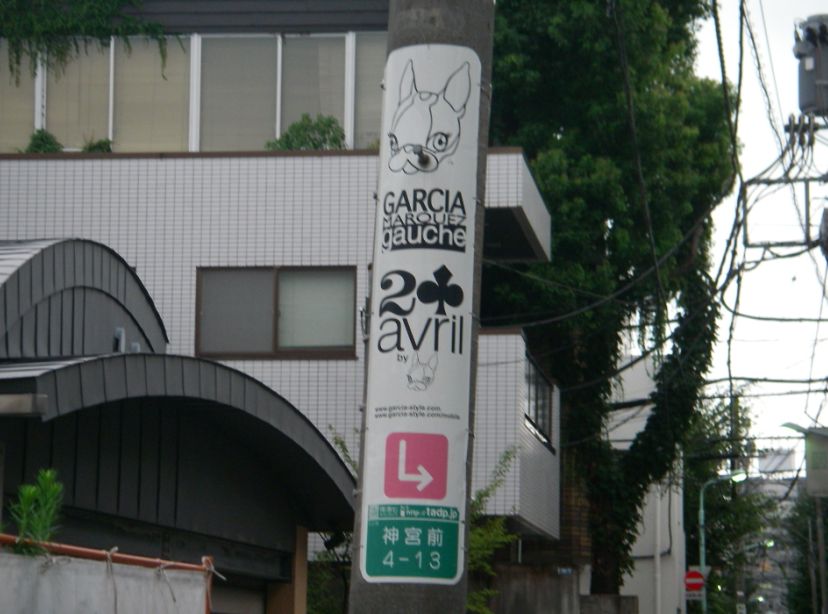 GARCIA
MARQUEZ
gauche
2♣
avril
by
www.garcia-style.com
www.garcia-style.com/mobile
http://tadp.jp
神宮前
4-13